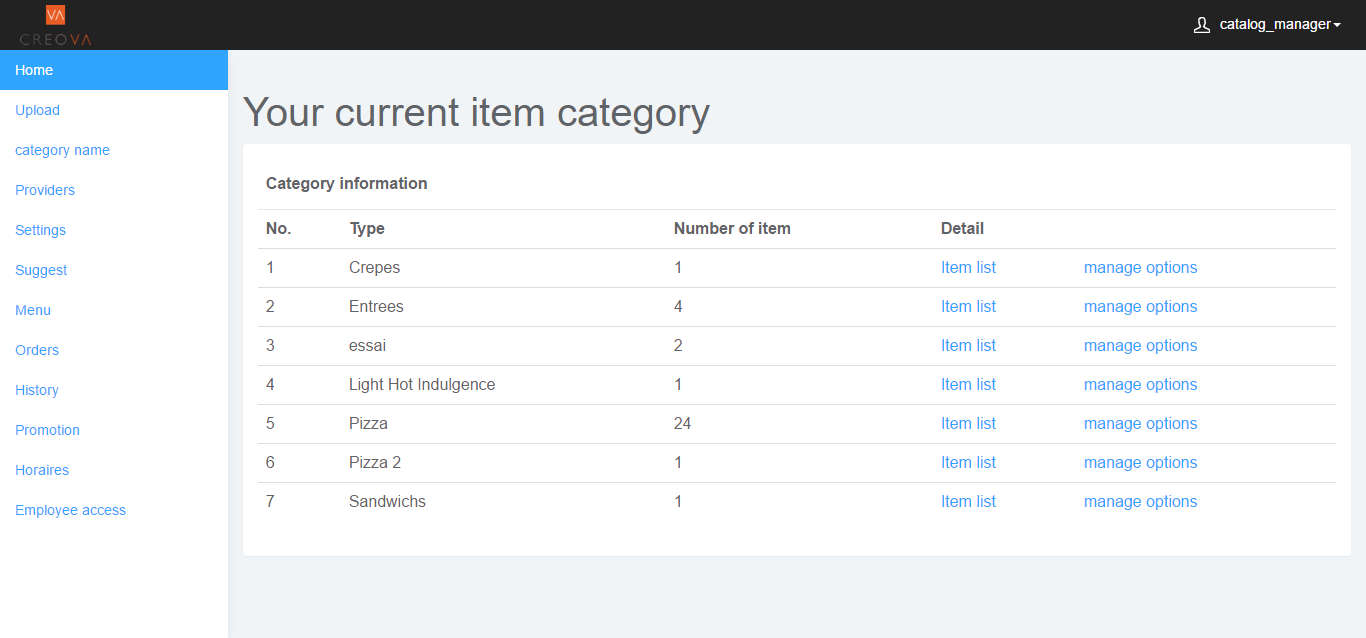 VA
CREOVA
catalog_manager
Home
Upload
category name
Providers
Settings
Suggest
Menu
Orders
History
Promotion
Horaires
Employee access
Your current item category
Category information
No. Type Number of item Detail
1 Crepes 1 Item list manage options
2 Entrees 4 Item list manage options
3 essai 2 Item list manage options
4 Light Hot Indulgence 1 Item list manage options
5 Pizza 24 Item list manage options
6 Pizza 2 1 Item list manage options
7 Sandwichs 1 Item list manage options